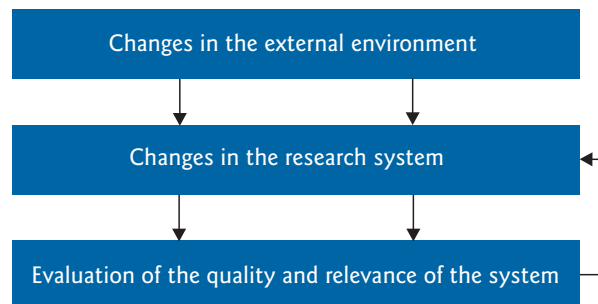 Changes in the external environment
Changes in the research system
Evaluation of the quality and relevance of the system